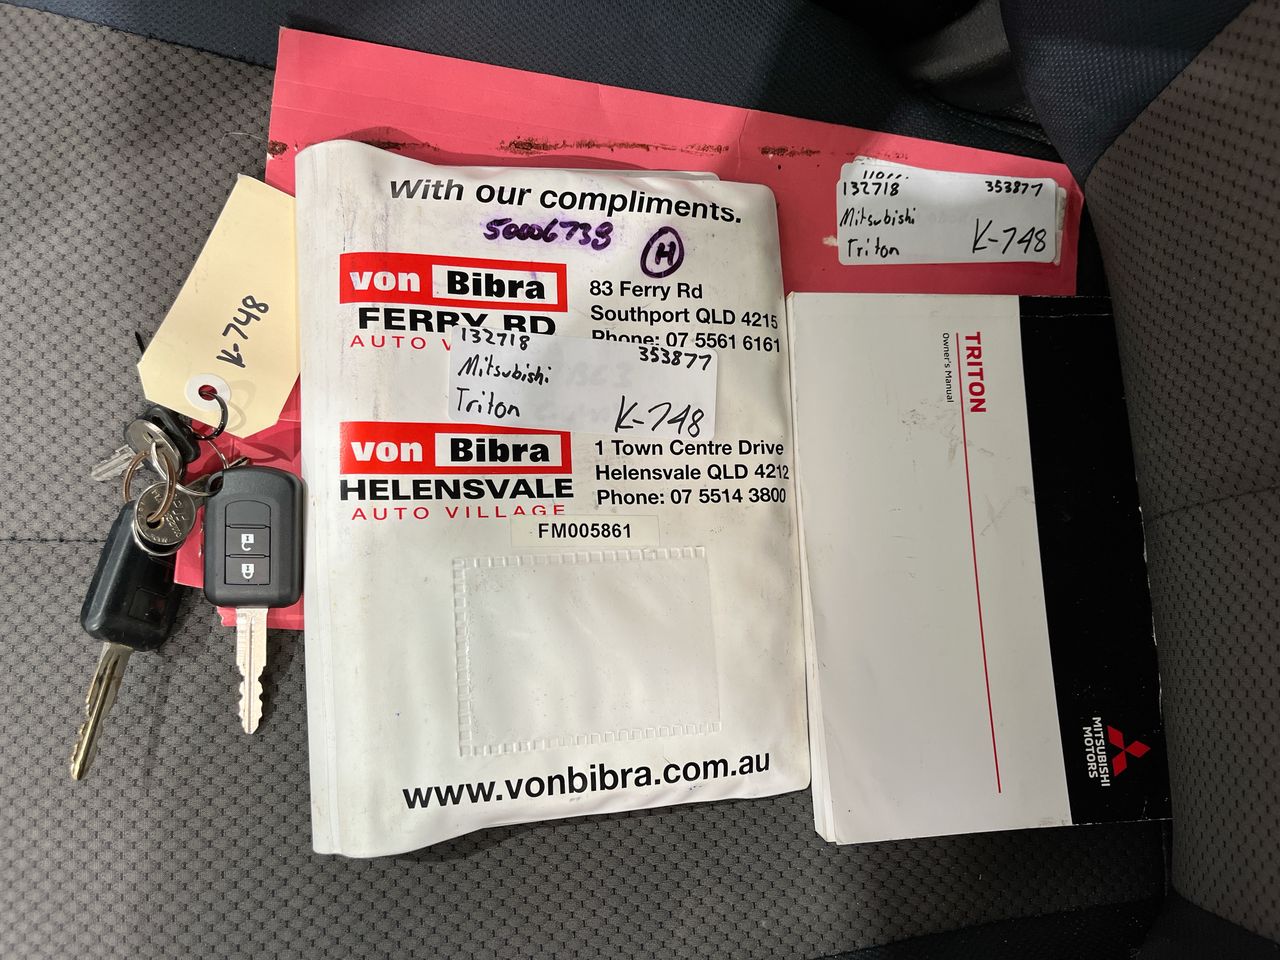 With our compliments.
50006738
H
von Bibra
FERRY RD
AUTO V
83 Ferry Rd
Southport QLD 4215
Phone: 07 5561 6161
132718 353877
Mitsubishi
Triton K-748
von Bibra
HELENSVALE
AUTO VILLAGE
1 Town Centre Drive
Helensvale QLD 4212
Phone: 07 5514 3800
FM005861
www.vonbibra.com.au
K-748
132718 353877
Mitsubishi
Triton K-748
TRITON
Owner's Manual
MITSUBISHI
MOTORS